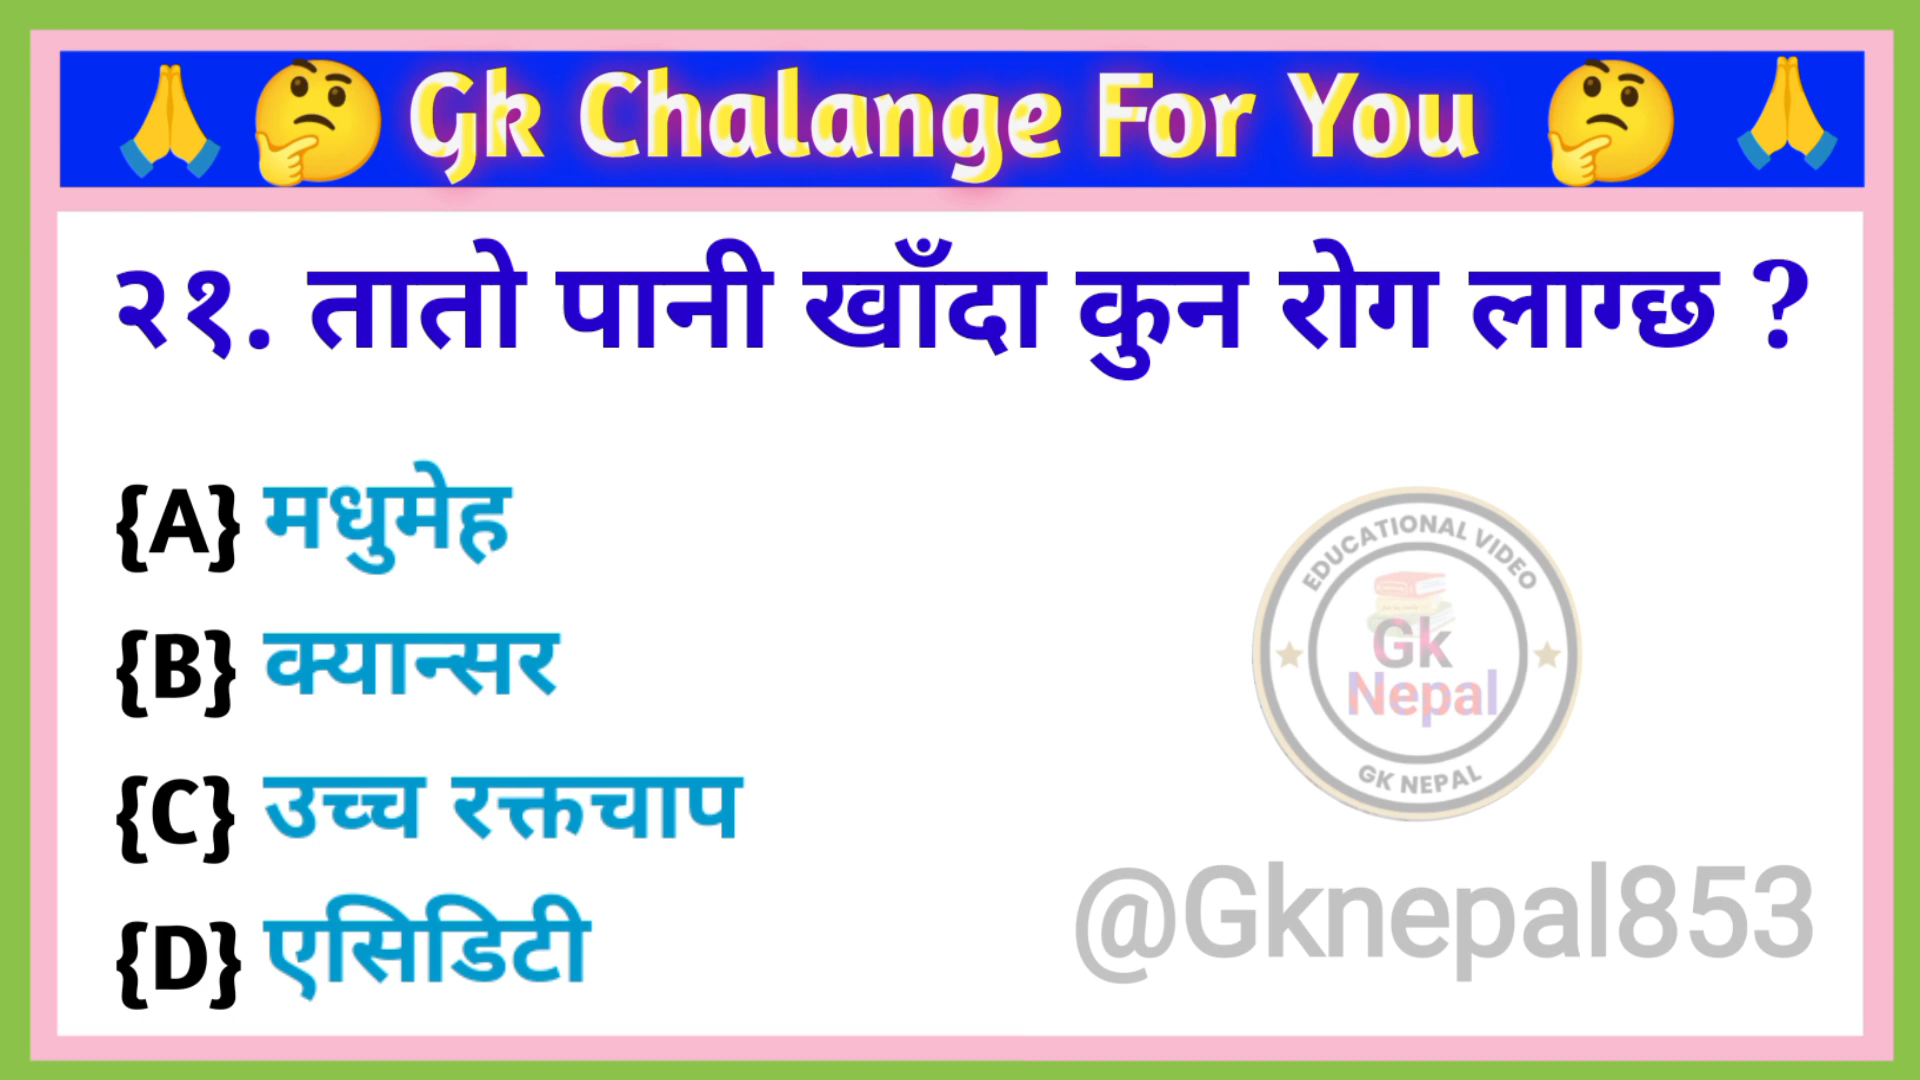 Gk Chalange For You
२१. तातो पानी खाँदा कुन रोग लाग्छ ?
{A} मधुमेह
{B} क्यान्सर
{C} उच्च रक्तचाप
{D} एसिडिटी
EDUCATIONAL VIDEO
Gk
Nepal
GK NEPAL
@Gknepal853